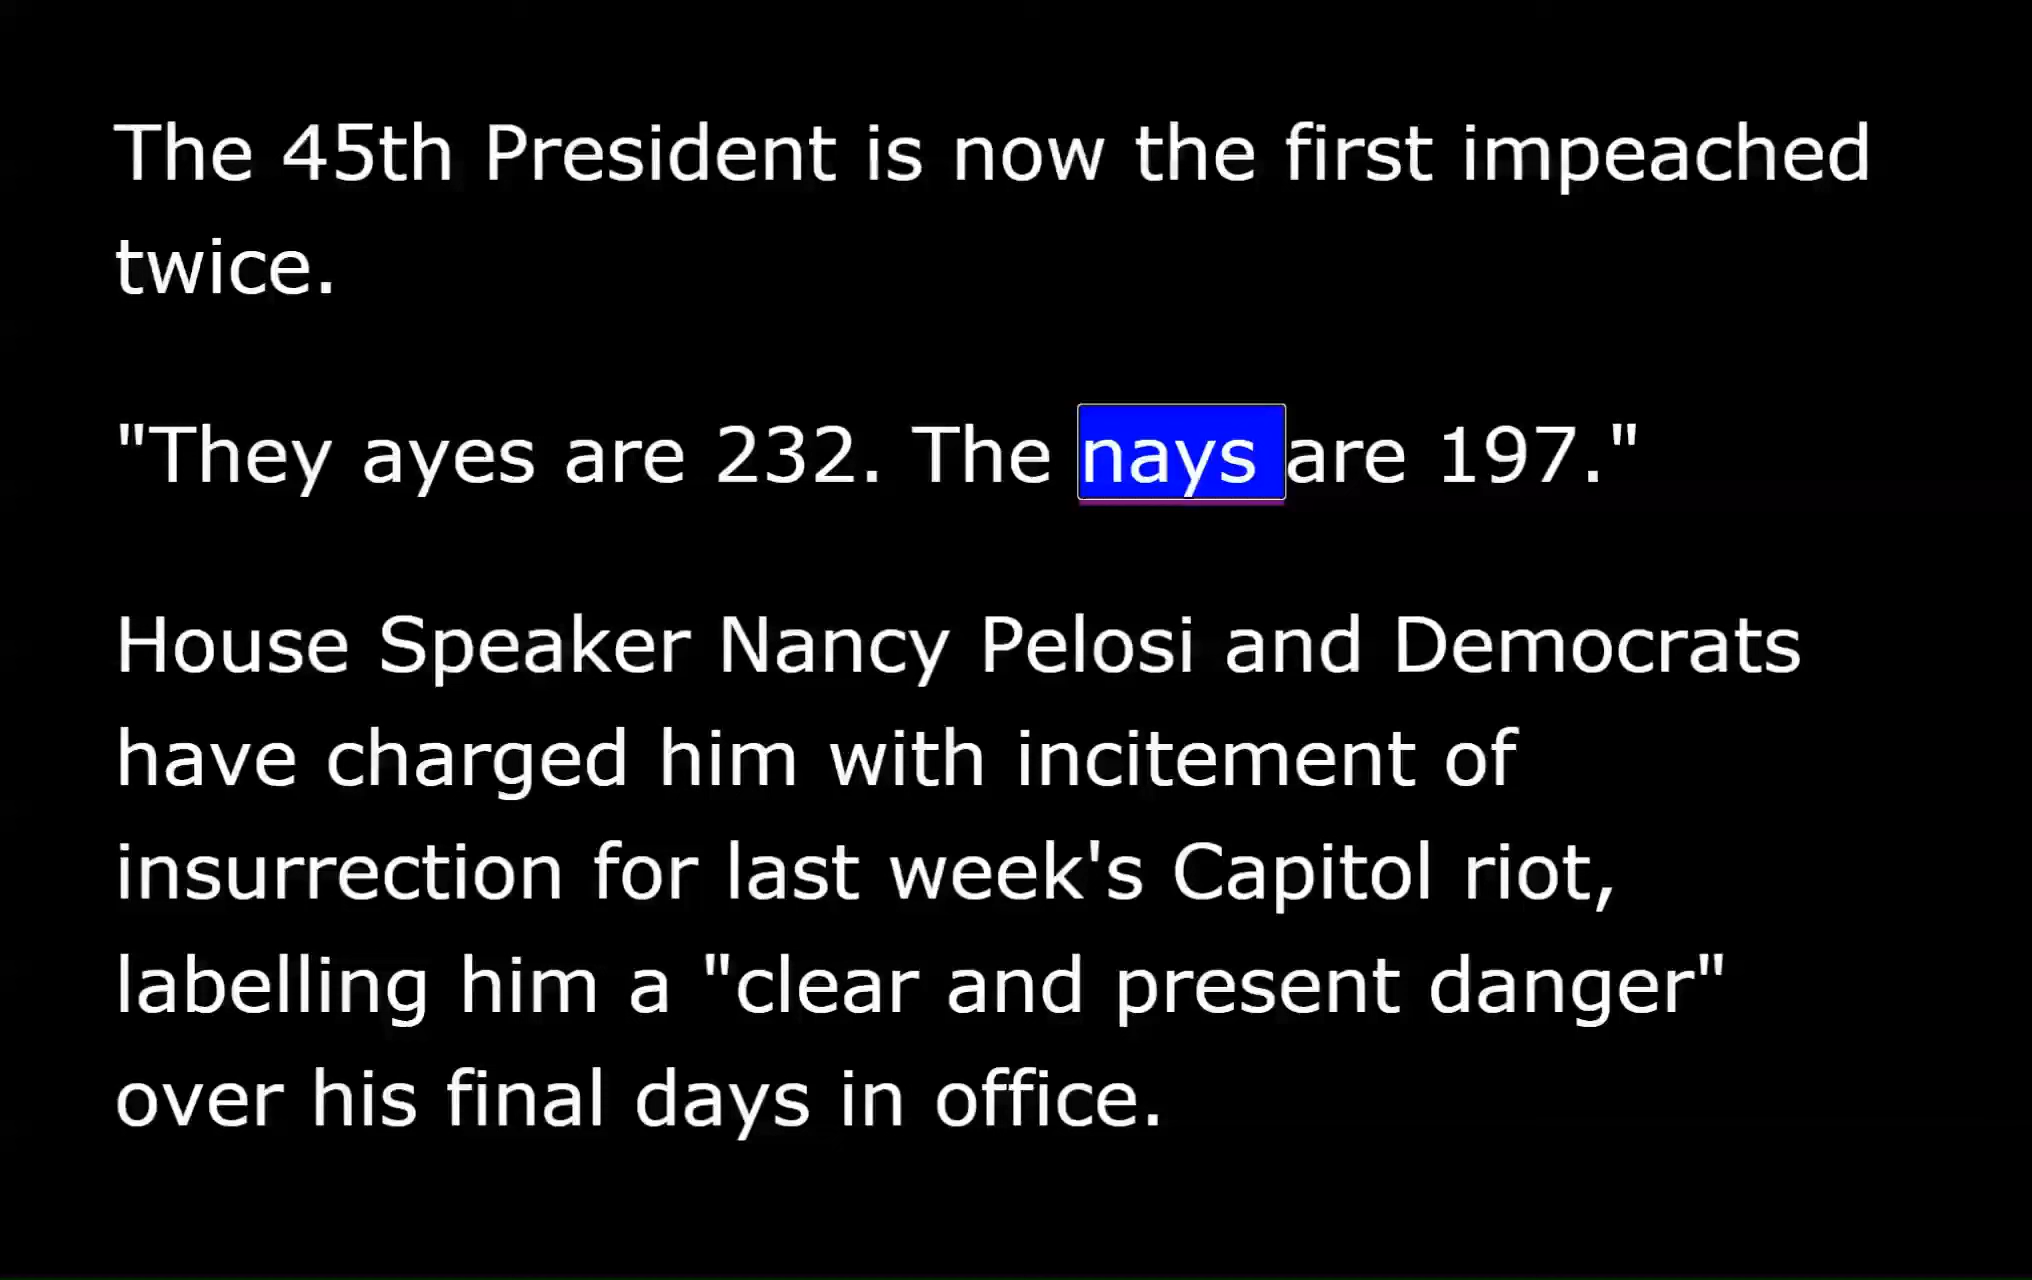 The 45th President is now the first impeached
twice.
"They ayes are 232. The nays are 197."
House Speaker Nancy Pelosi and Democrats
have charged him with incitement of
insurrection for last week's Capitol riot,
labelling him a "clear and present danger"
over his final days in office.